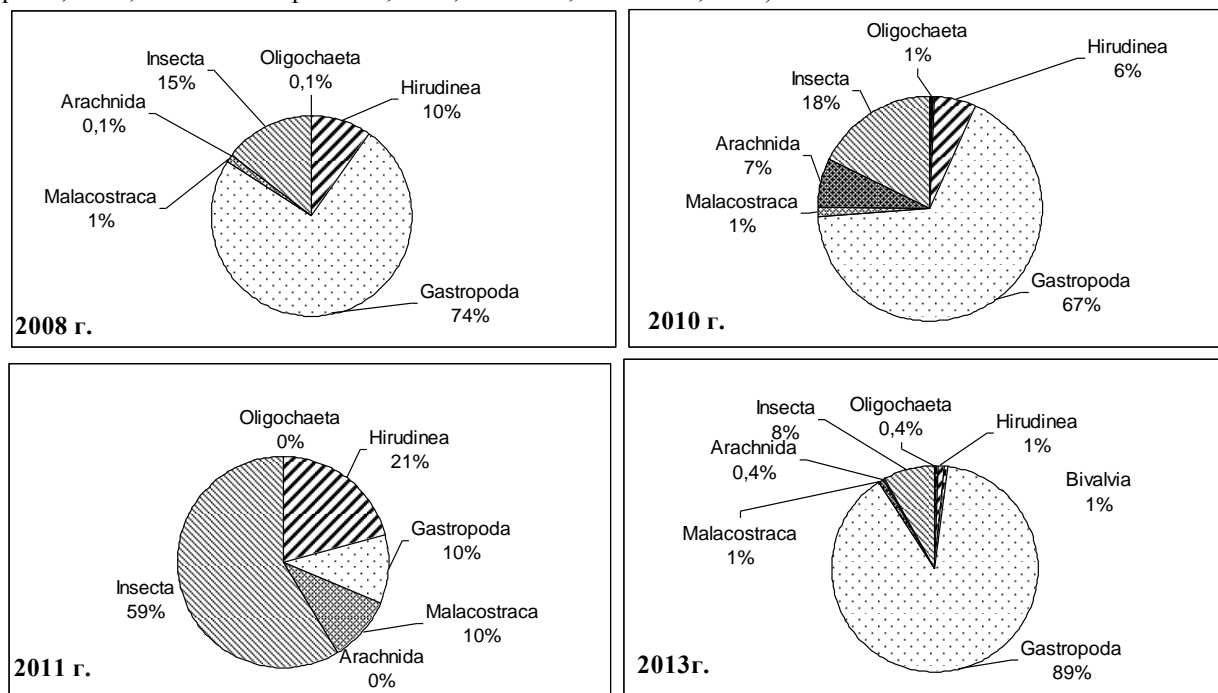 Oligochaeta
0,1%
Insecta
15%
Hirudinea
10%
Arachnida
0,1%
Malacostraca
1%
Gastropoda
74%
2008 г.
Oligochaeta
1%
Hirudinea
6%
Insecta
18%
Arachnida
7%
Malacostraca
1%
Gastropoda
67%
2010 г.
Oligochaeta
0%
Hirudinea
21%
Gastropoda
10%
Insecta
59%
Malacostraca
10%
Arachnida
0%
2011 г.
Oligochaeta
0,4%
Insecta
8%
Hirudinea
1%
Arachnida
0,4%
Bivalvia
1%
Malacostraca
1%
Gastropoda
89%
2013г.